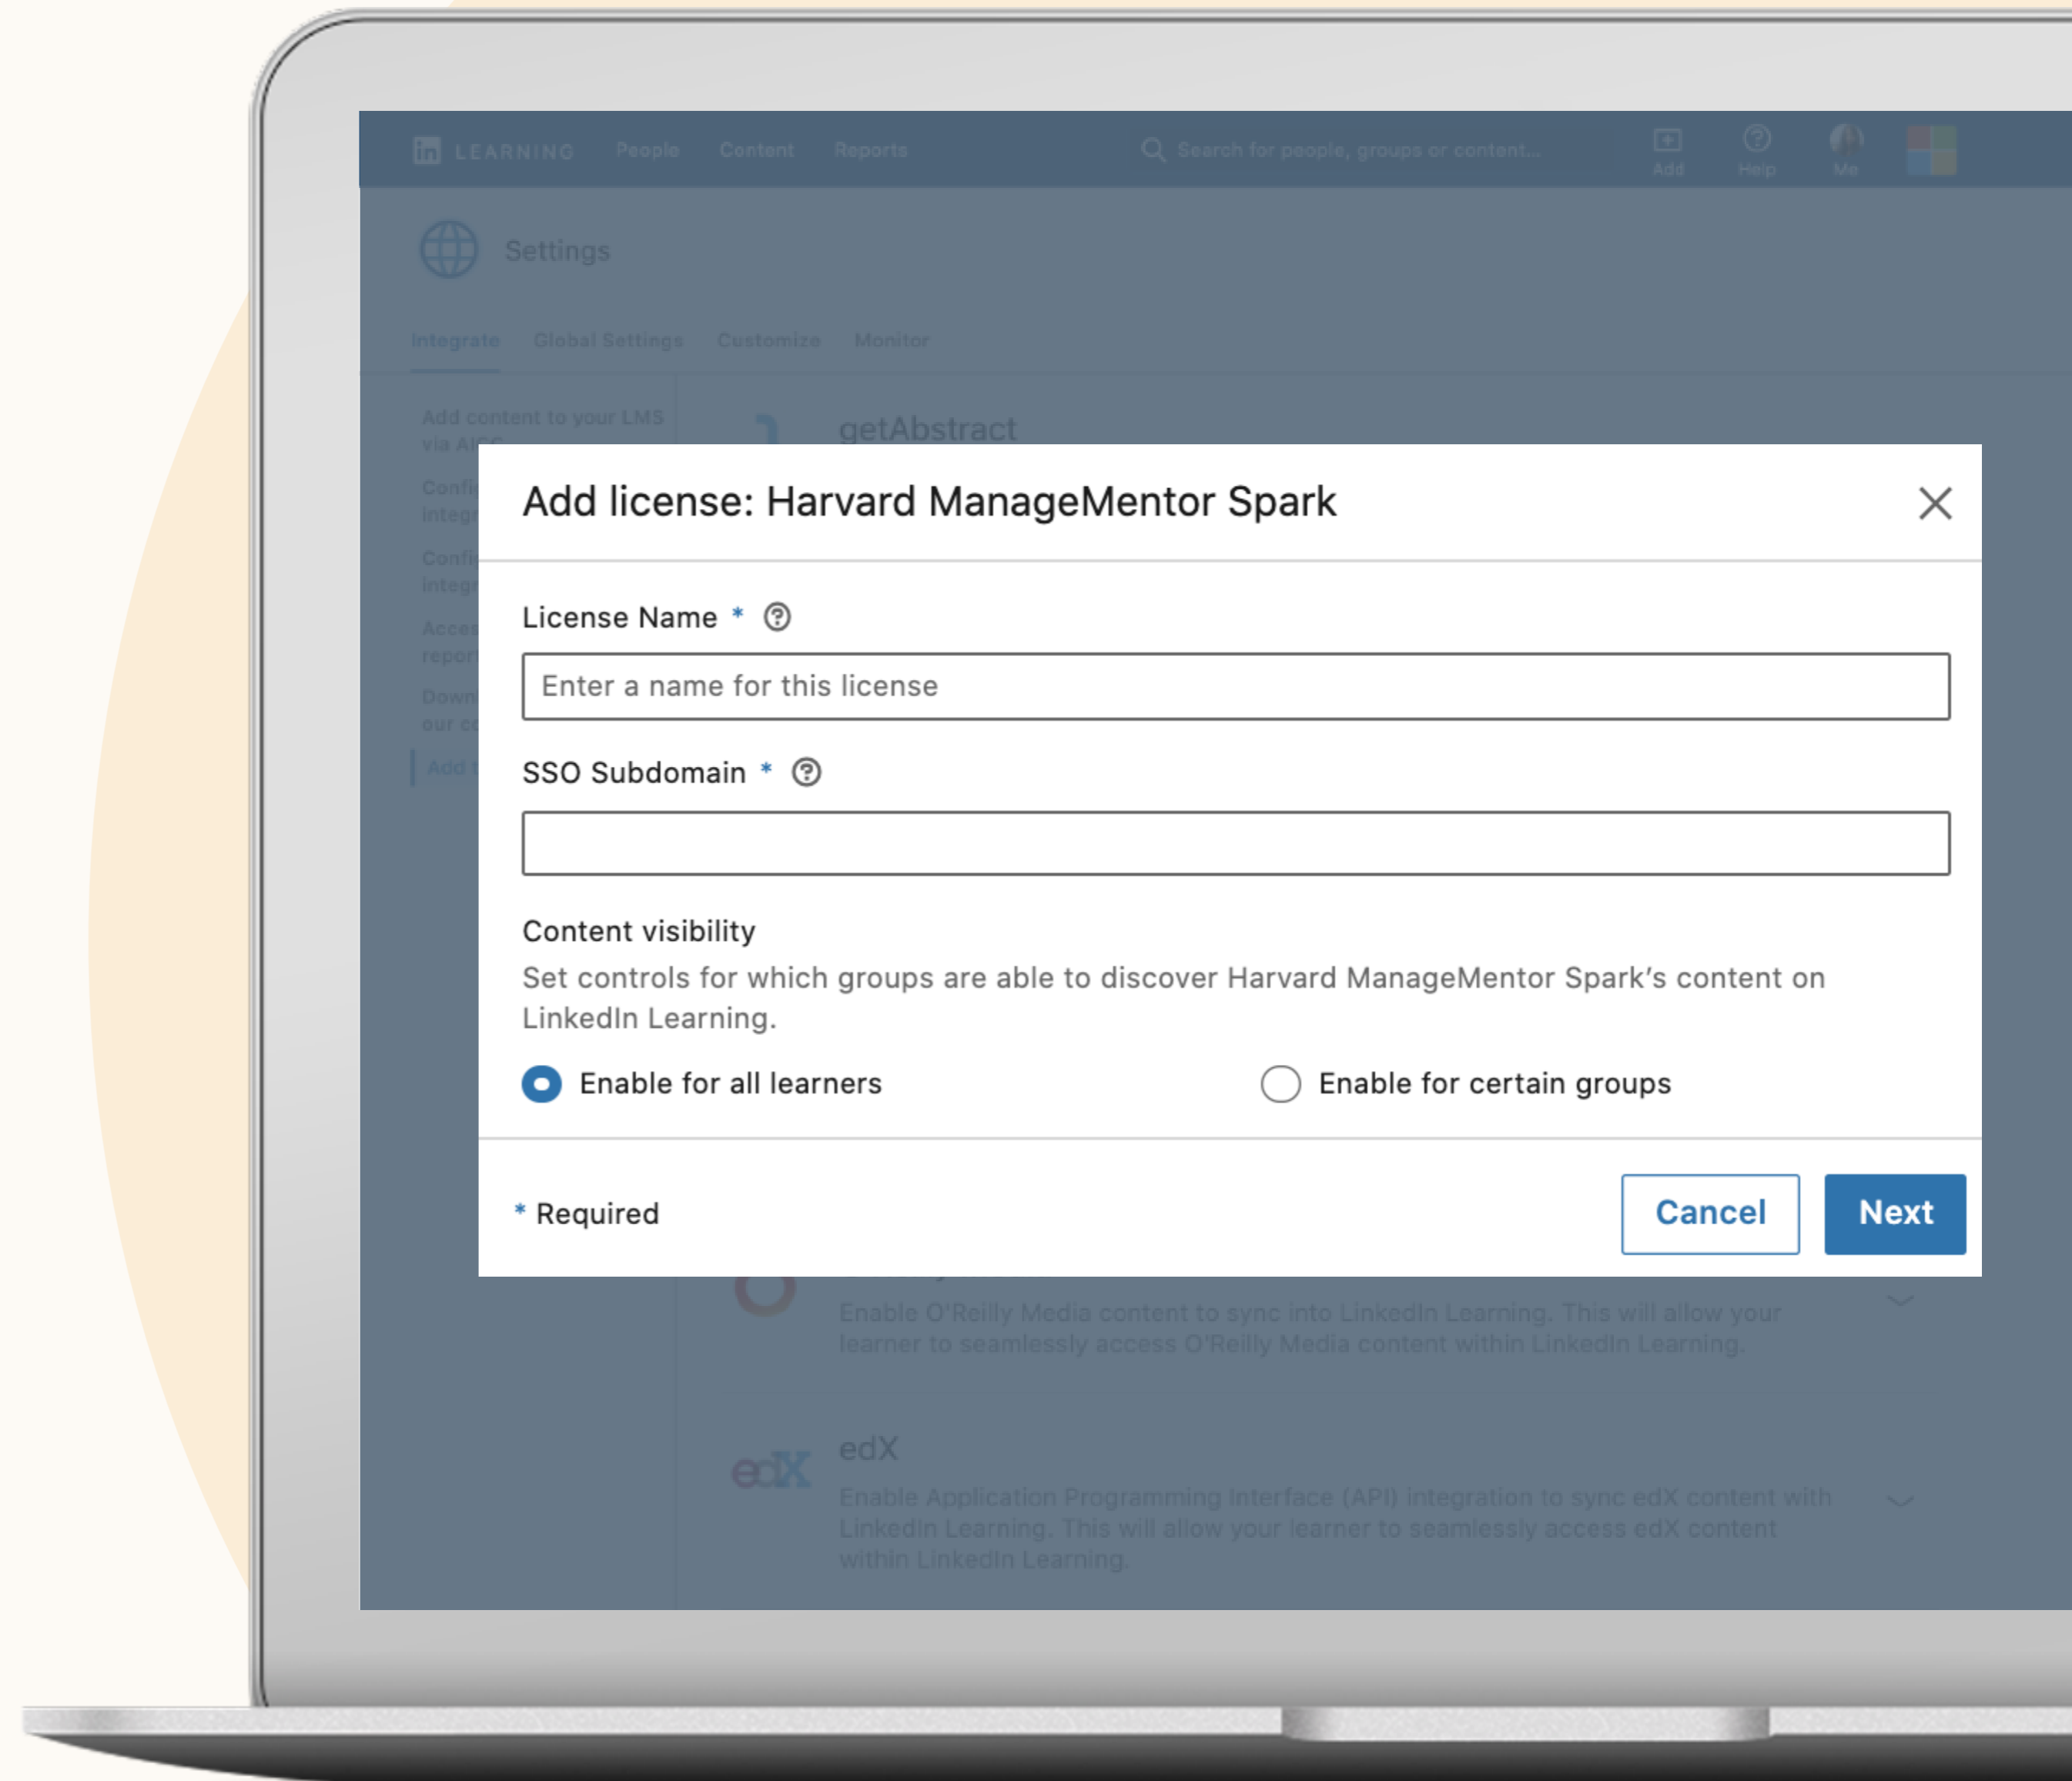 in LEARNING People Content Reports Search for people, groups or content... Add Help Me
Settings
Integrate Global Settings Customize Monitor
Add content to your LMS
via
getAbstract
Add license: Harvard ManageMentor Spark
License Name *
Enter a name for this license
SSO Subdomain *
Content visibility
Set controls for which groups are able to discover Harvard ManageMentor Spark’s content on
LinkedIn Learning.
Enable for all learners Enable for certain groups
* Required Cancel Next
Enable O'Reilly Media content to sync into LinkedIn Learning. This will allow your
learner to seamlessly access O'Reilly Media content within LinkedIn Learning.
edX edX
Enable Application Programming Interface (API) integration to sync edX content with
LinkedIn Learning. This will allow your learner to seamlessly access edX content
within LinkedIn Learning.